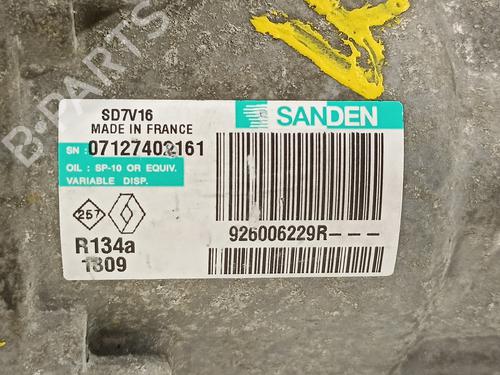 B-PARTS
SD7V16
MADE IN FRANCE
SN: 07127402161
OIL : SP-10 OR EQUIV.
VARIABLE DISP.
257
R134a
1309
SANDEN
926006229R---